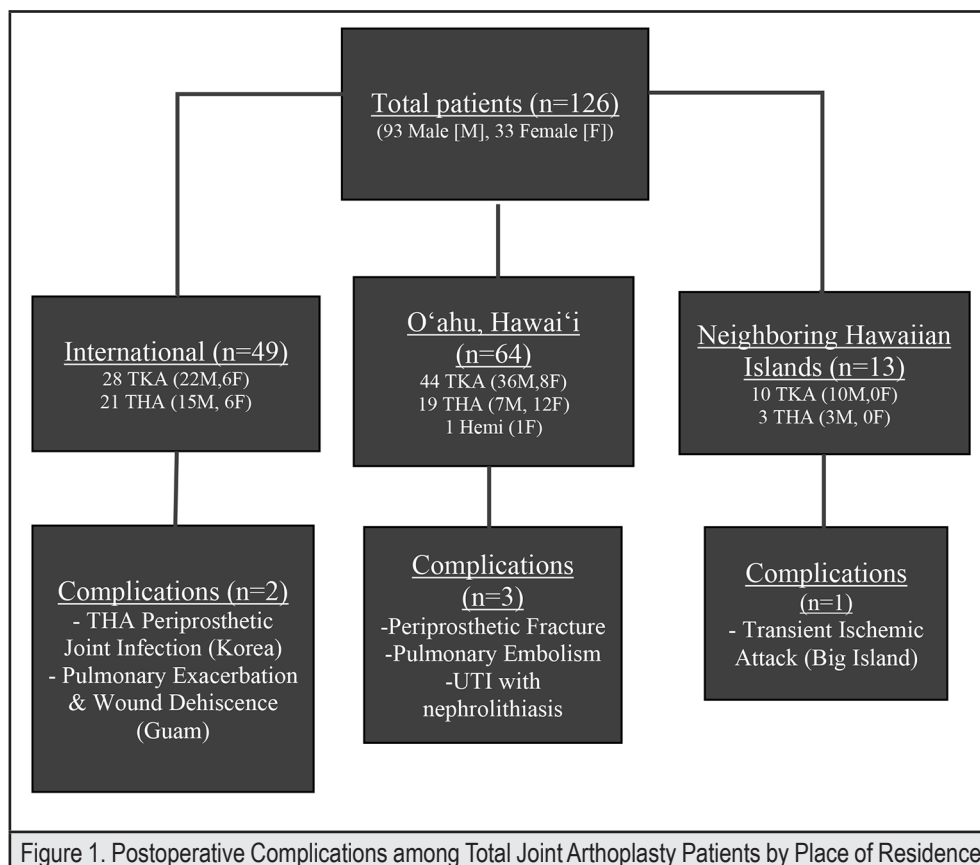 Total patients (n=126)
(93 Male [M], 33 Female [F])
International (n=49)
28 TKA (22M,6F)
21 THA (15M, 6F)
O‘ahu, Hawai‘i
(n=64)
44 TKA (36M,8F)
19 THA (7M, 12F)
1 Hemi (1F)
Neighboring Hawaiian
Islands (n=13)
10 TKA (10M,0F)
3 THA (3M, 0F)
Complications (n=2)
- THA Periprosthetic
Joint Infection (Korea)
- Pulmonary Exacerbation
& Wound Dehiscence
(Guam)
Complications
(n=3)
-Periprosthetic Fracture
-Pulmonary Embolism
-UTI with
nephrolithiasis
Complications
(n=1)
- Transient Ischemic
Attack (Big Island)
Figure 1. Postoperative Complications among Total Joint Arthoplasty Patients by Place of Residence